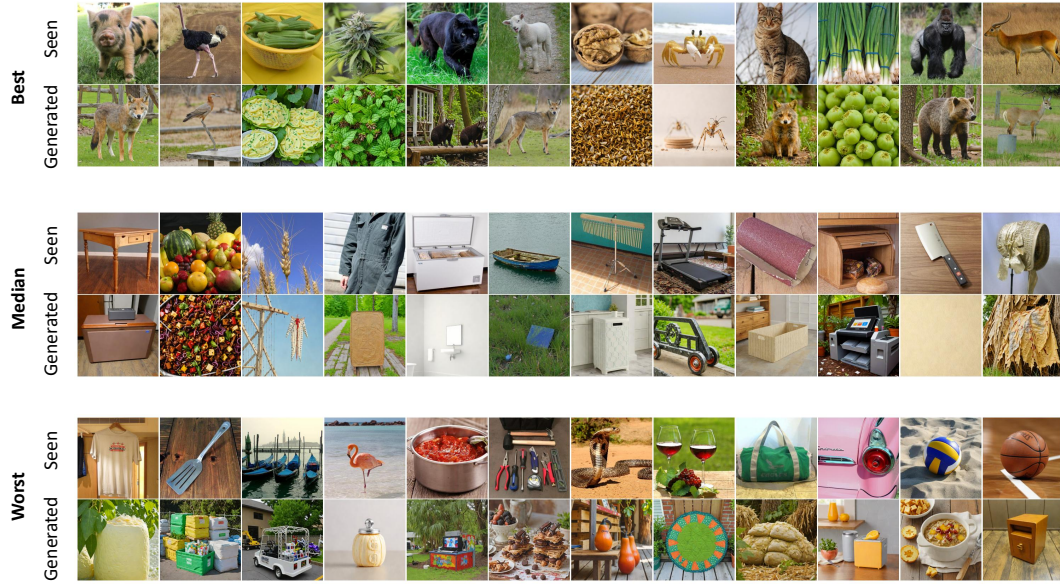 Best
Seen
Generated
Median
Seen
Generated
Worst
Seen
Generated